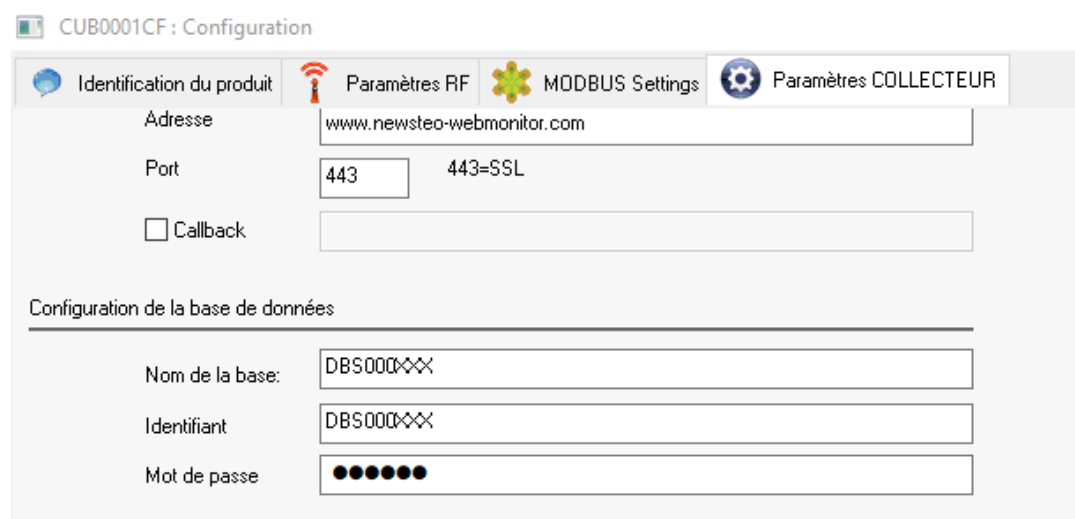 CUB0001CF : Configuration
Identification du produit Paramètres RF MODBUS Settings Paramètres COLLECTEUR
Adresse www.newsteo-webmonitor.com
Port 443 443=SSL
Callback
Configuration de la base de données
Nom de la base: DBS000XXX
Identifiant DBS000XXX
Mot de passe ●●●●●●